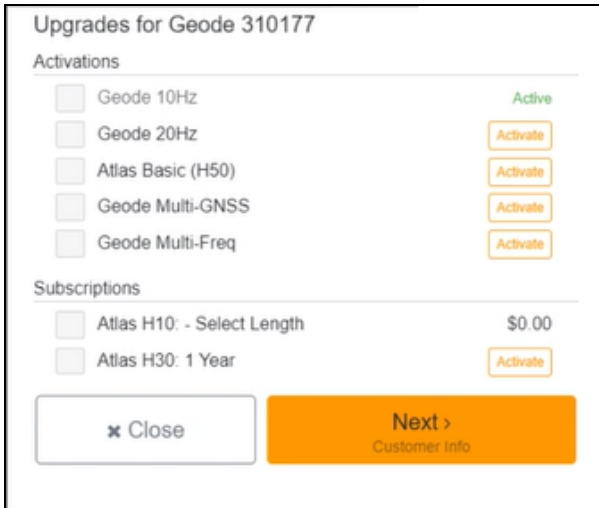 Upgrades for Geode 310177
Activations
Geode 10Hz Active
Geode 20Hz Activate
Atlas Basic (H50) Activate
Geode Multi-GNSS Activate
Geode Multi-Freq Activate
Subscriptions
Atlas H10: - Select Length $0.00
Atlas H30: 1 Year Activate
✖ Close
Next ›
Customer Info